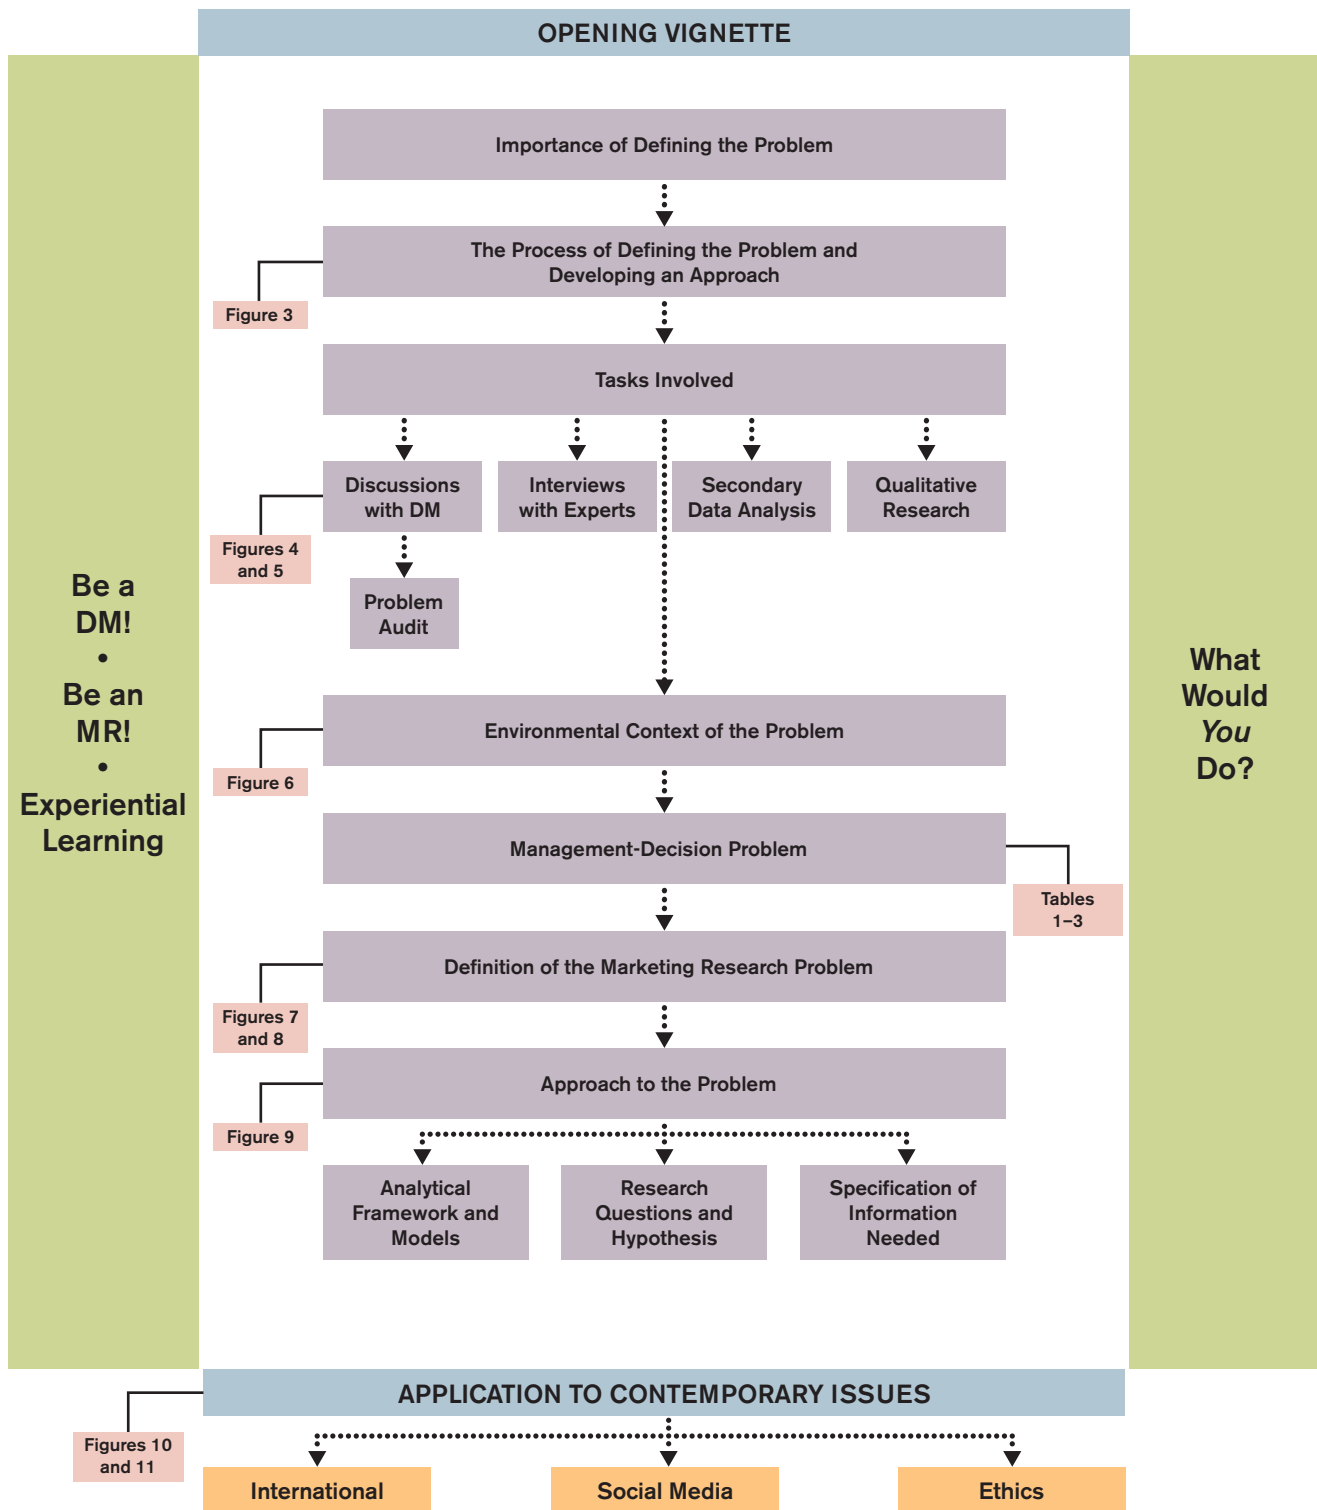 OPENING VIGNETTE
Importance of Defining the Problem
The Process of Defining the Problem and
Developing an Approach
Figure 3
Tasks Involved
Discussions
with DM
Interviews
with Experts
Secondary
Data Analysis
Qualitative
Research
Figures 4
and 5
Problem
Audit
Be a
DM!
•
Be an
MR!
•
Experiential
Learning
What
Would
You
Do?
Environmental Context of the Problem
Figure 6
Management-Decision Problem
Tables
1–3
Definition of the Marketing Research Problem
Figures 7
and 8
Approach to the Problem
Figure 9
Analytical
Framework and
Models
Research
Questions and
Hypothesis
Specification of
Information
Needed
APPLICATION TO CONTEMPORARY ISSUES
Figures 10
and 11
International
Social Media
Ethics